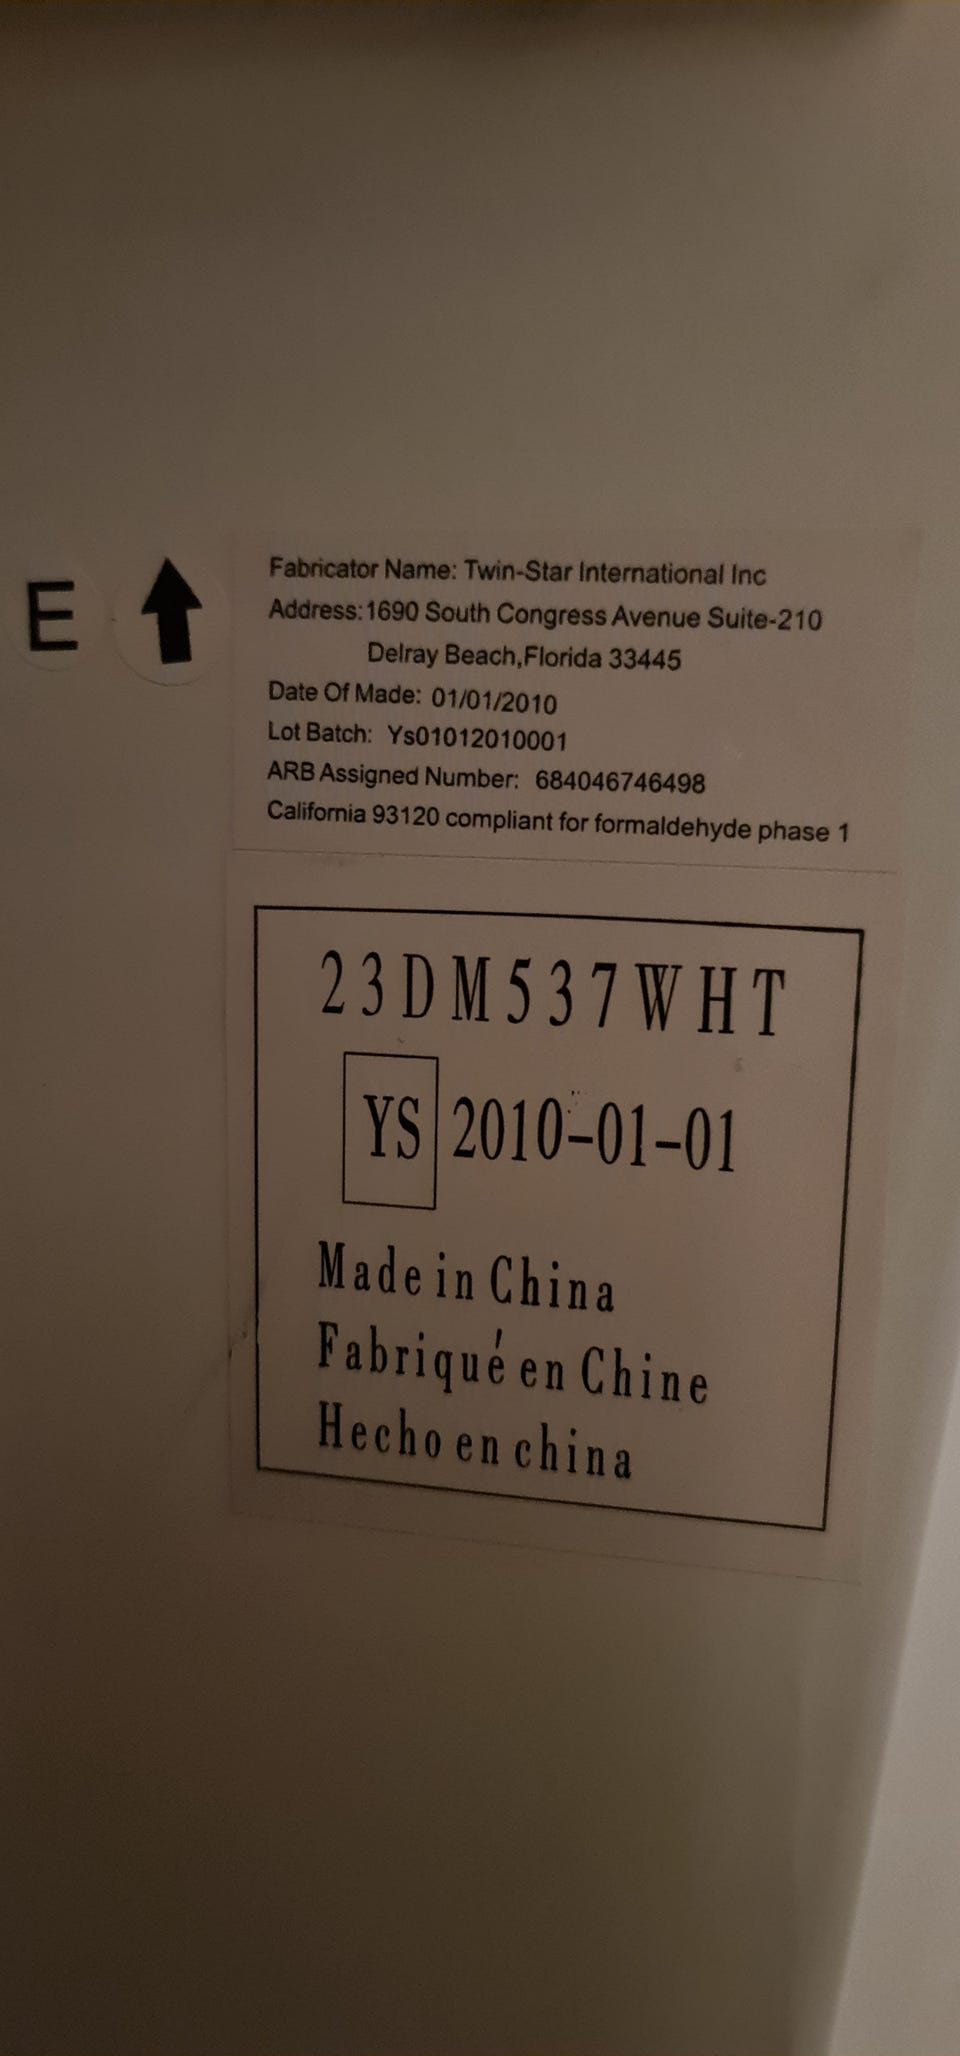 E
Fabricator Name: Twin-Star International Inc
Address:1690 South Congress Avenue Suite-210
Delray Beach,Florida 33445
Date Of Made: 01/01/2010
Lot Batch: Ys01012010001
ARB Assigned Number: 684046746498
California 93120 compliant for formaldehyde phase 1
23DM537WHT
YS 2010-01-01
Made in China
Fabriqué en Chine
Hecho en china